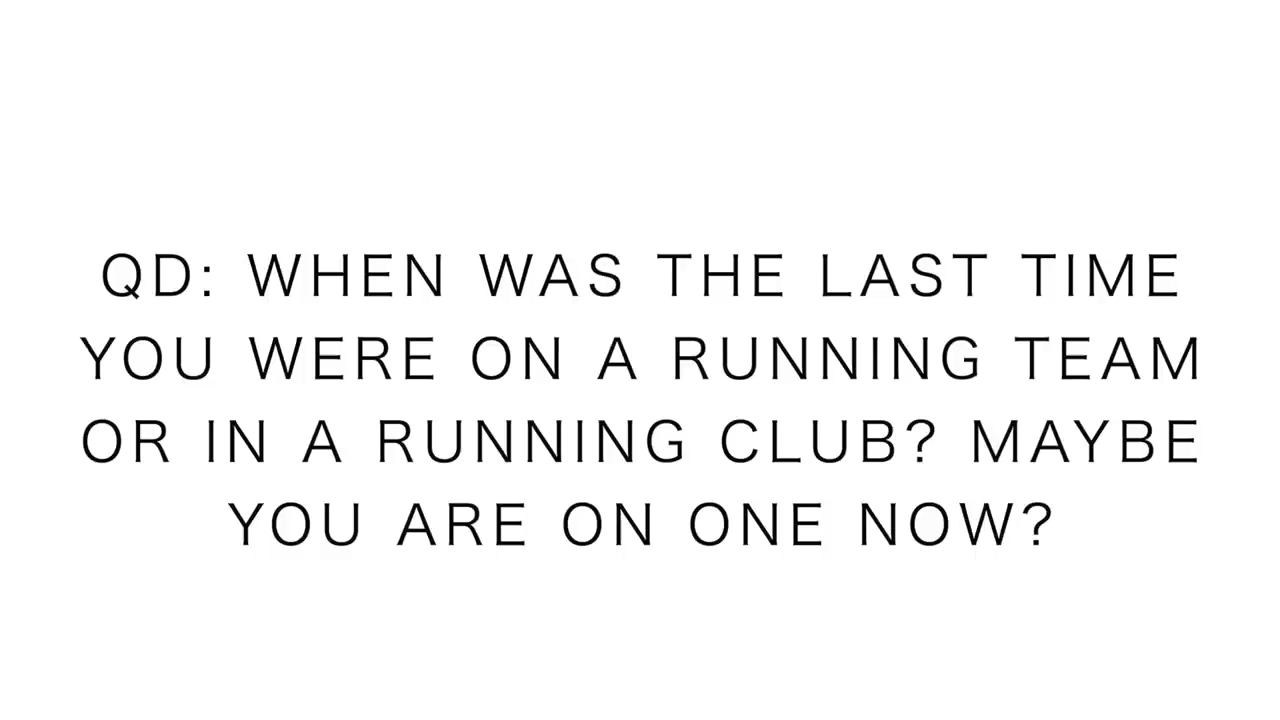 QD: WHEN WAS THE LAST TIME
YOU WERE ON A RUNNING TEAM
OR IN A RUNNING CLUB? MAYBE
YOU ARE ON ONE NOW?